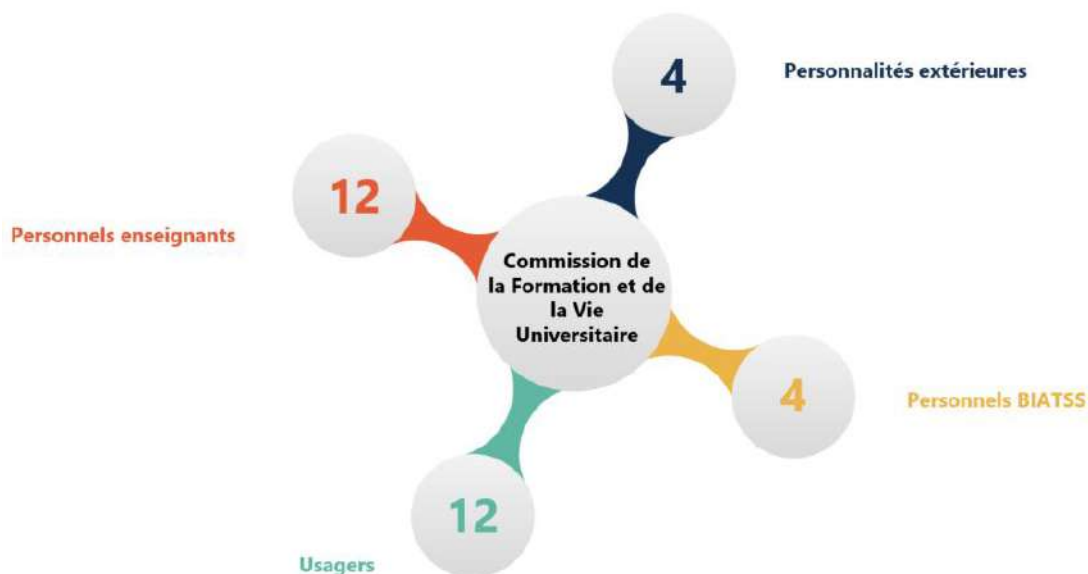 4
Personnalités extérieures
12
Personnels enseignants
Commission de
la Formation et de
la Vie
Universitaire
4
Personnels BIATSS
12
Usagers